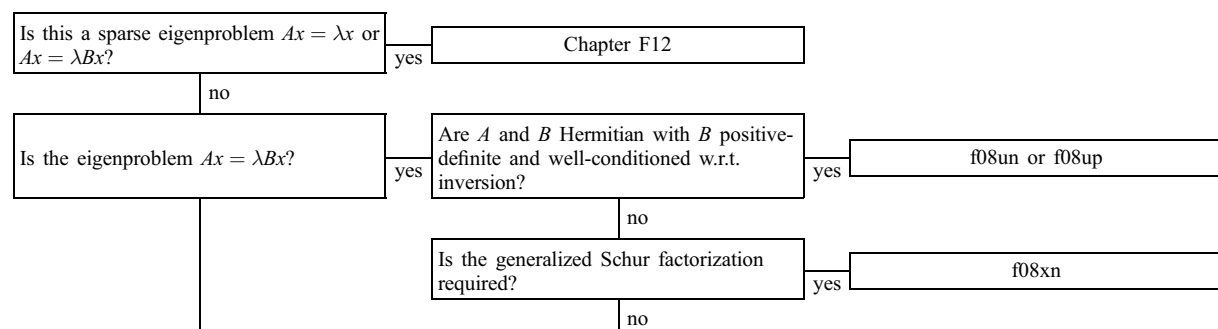 Is this a sparse eigenproblem Ax = λx or
Ax = λBx?
yes
Chapter F12
no
Is the eigenproblem Ax = λBx?
yes
Are A and B Hermitian with B positive-
definite and well-conditioned w.r.t.
inversion?
yes
f08un or f08up
no
Is the generalized Schur factorization
required?
yes
f08xn
no